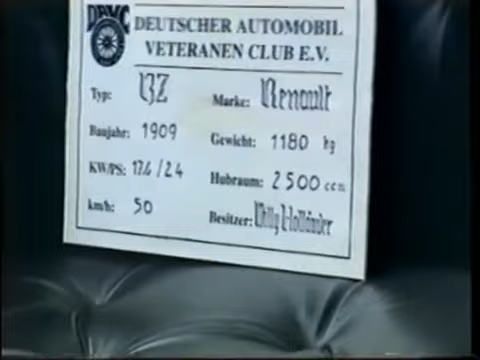 DEUTSCHER AUTOMOBIL
VETERANEN CLUB E.V.
Typ: BZ Marke: Renault
Baujahr: 1909 Gewicht: 1180 kg
KW/PS: 17,6 / 24 Hubraum: 2500 ccm
km/h: 50 Besitzer: Willy Holländer